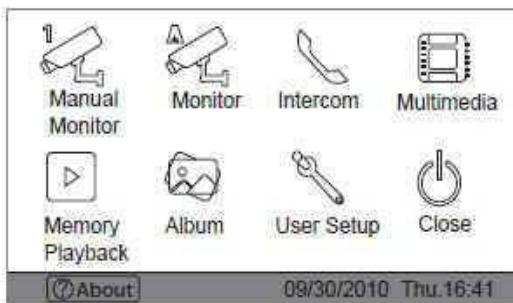 1 A
Manual Monitor Intercom Multimedia
Monitor
Memory Album User Setup Close
Playback
?About 09/30/2010 Thu.16:41